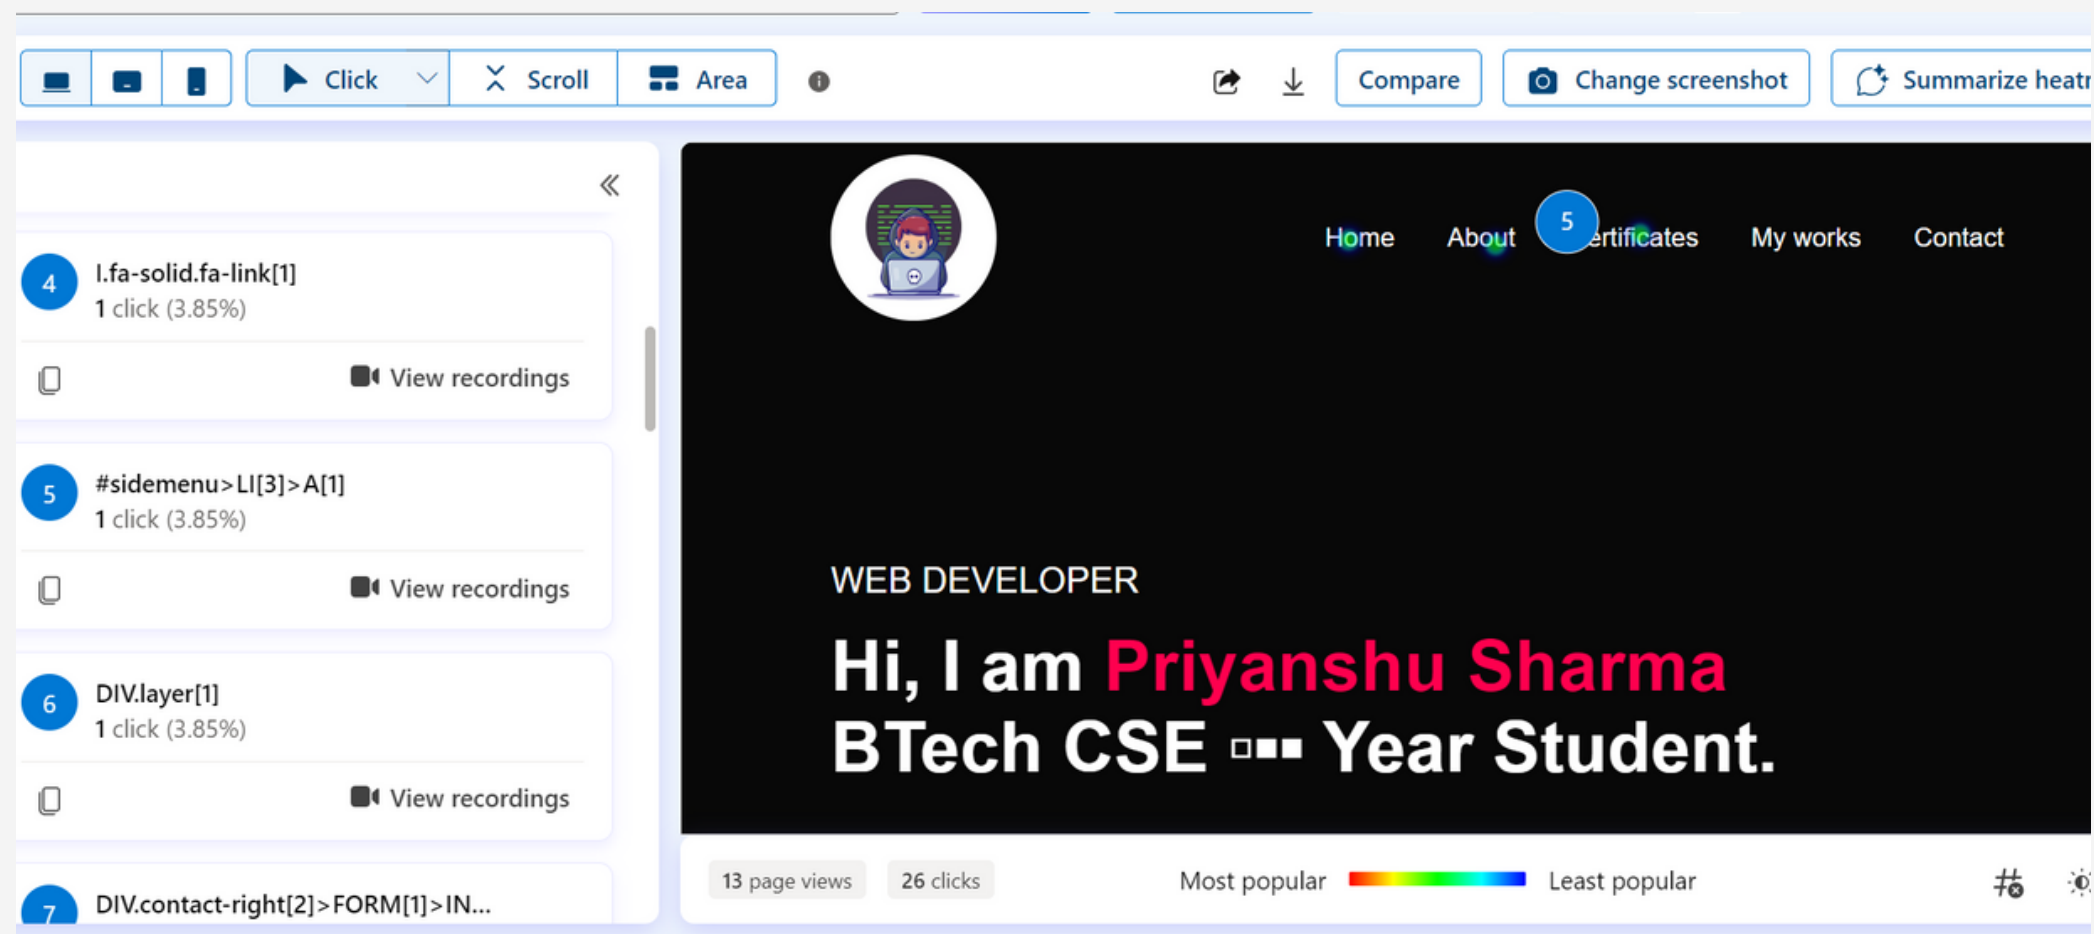 Click
Scroll
Area
Compare
Change screenshot
Summarize
4
I.fa-solid.fa-link[1]
1 click (3.85%)
View recordings
5
#sidemenu>LI[3]>A[1]
1 click (3.85%)
View recordings
6
DIV.layer[1]
1 click (3.85%)
View recordings
7
DIV.contact-right[2]>FORM[1]>IN...
Home
About
5
ertificates
My works
Contact
WEB DEVELOPER
Hi, I am Priyanshu Sharma
BTech CSE Year Student.
13 page views
26 clicks
Most popular
Least popular